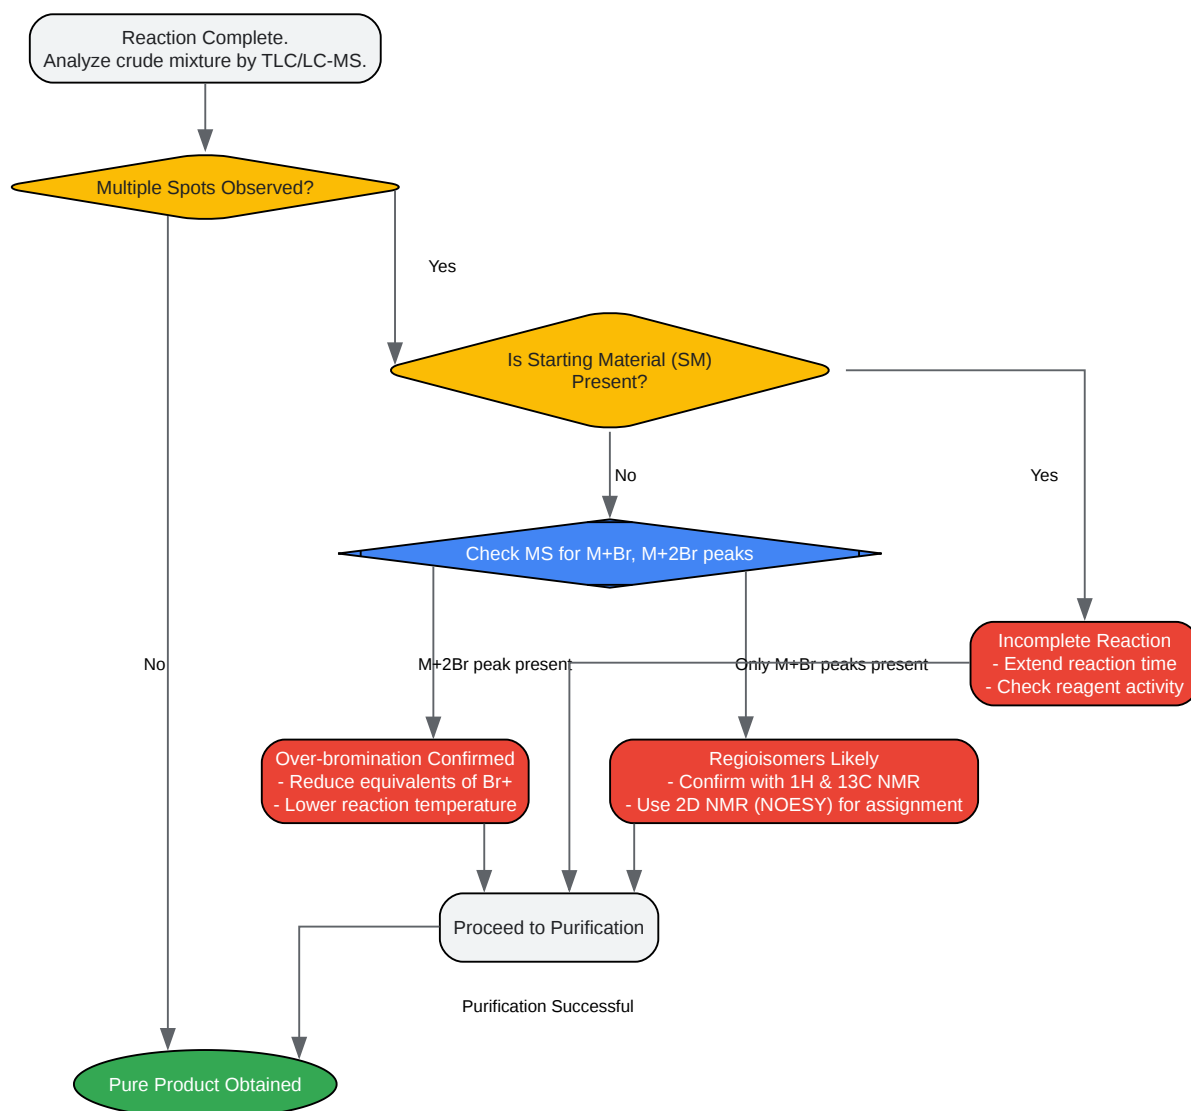 Reaction Complete.
Analyze crude mixture by TLC/LC-MS.
Multiple Spots Observed?
Yes
Is Starting Material (SM)
Present?
No
Yes
Check MS for M+Br, M+2Br peaks
Incomplete Reaction
- Extend reaction time
- Check reagent activity
No
M+2Br peak present
Only M+Br peaks present
Over-bromination Confirmed
- Reduce equivalents of Br+
- Lower reaction temperature
Regioisomers Likely
- Confirm with 1H & 13C NMR
- Use 2D NMR (NOESY) for assignment
Proceed to Purification
Purification Successful
Pure Product Obtained